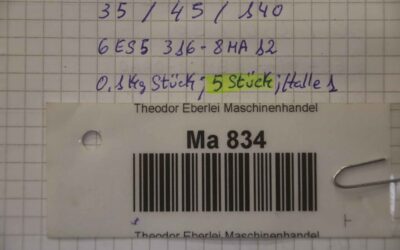 35 / 45 / 140
6ES5 316-8MA12
0,1Kg Stück; 5 Stück; Halle 1
Theodor Eberlei Maschinenhandel
Ma 834
Theodor Eberlei Maschinenhandel